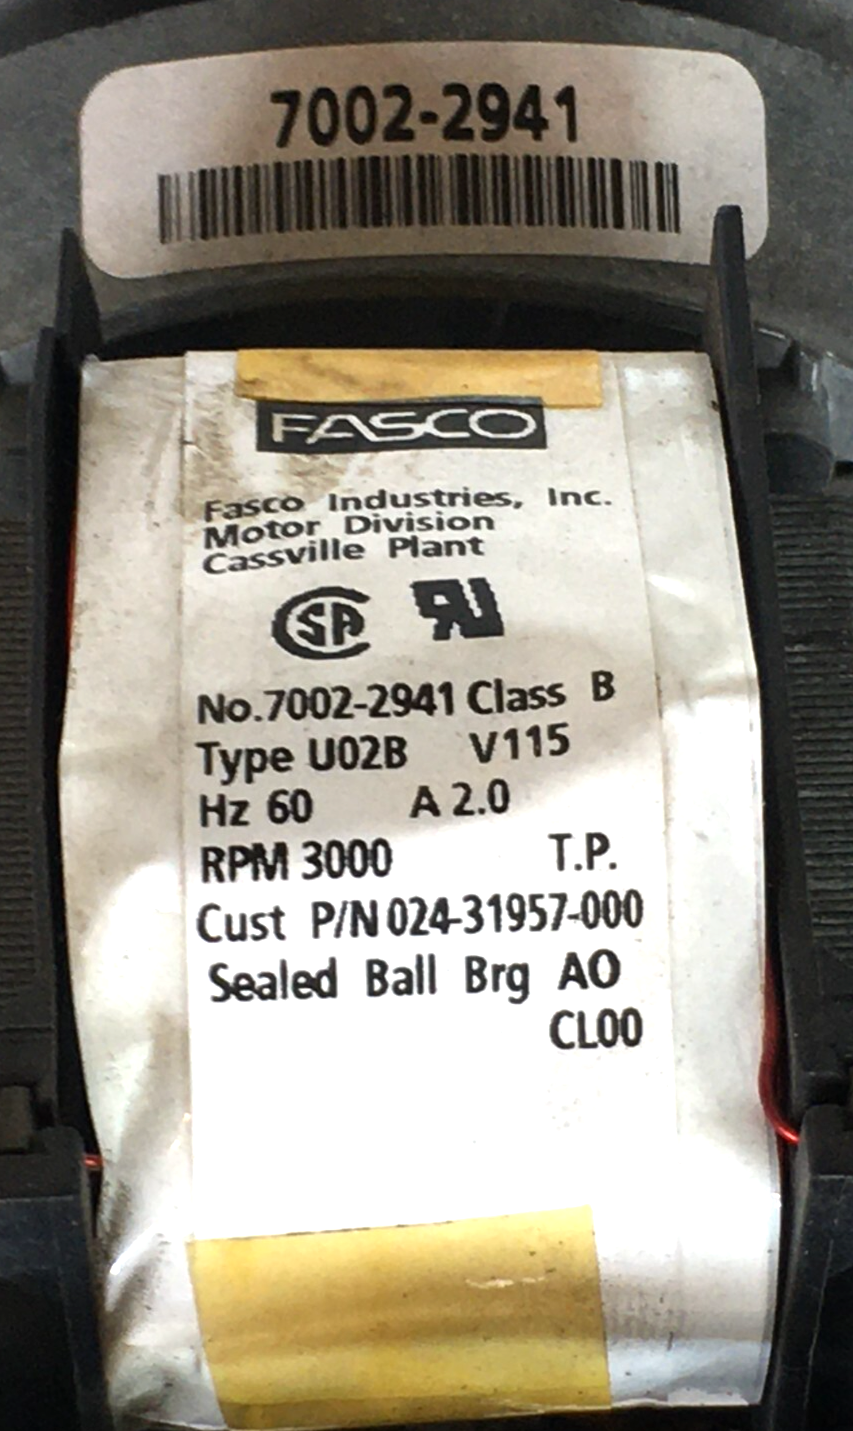 7002-2941
FASCO
Fasco Industries, Inc.
Motor Division
Cassville Plant
No.7002-2941 Class B
Type U02B V115
Hz 60 A 2.0
RPM 3000 T.P.
Cust P/N 024-31957-000
Sealed Ball Brg AO
CL00